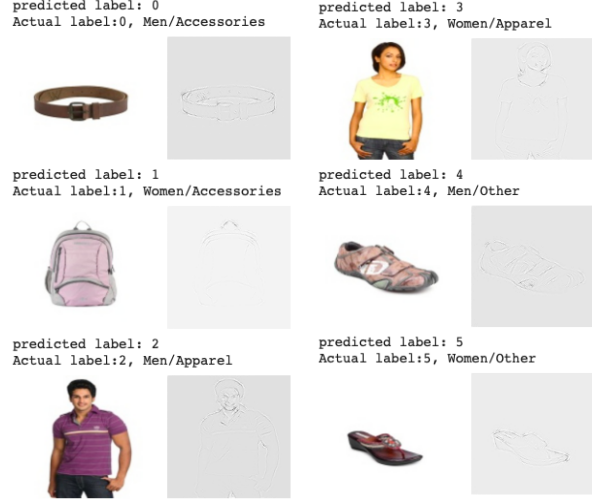 predicted label: 0
Actual label:0, Men/Accessories
predicted label: 3
Actual label:3, Women/Apparel
predicted label: 1
Actual label:1, Women/Accessories
predicted label: 4
Actual label:4, Men/Other
predicted label: 2
Actual label:2, Men/Apparel
predicted label: 5
Actual label:5, Women/Other